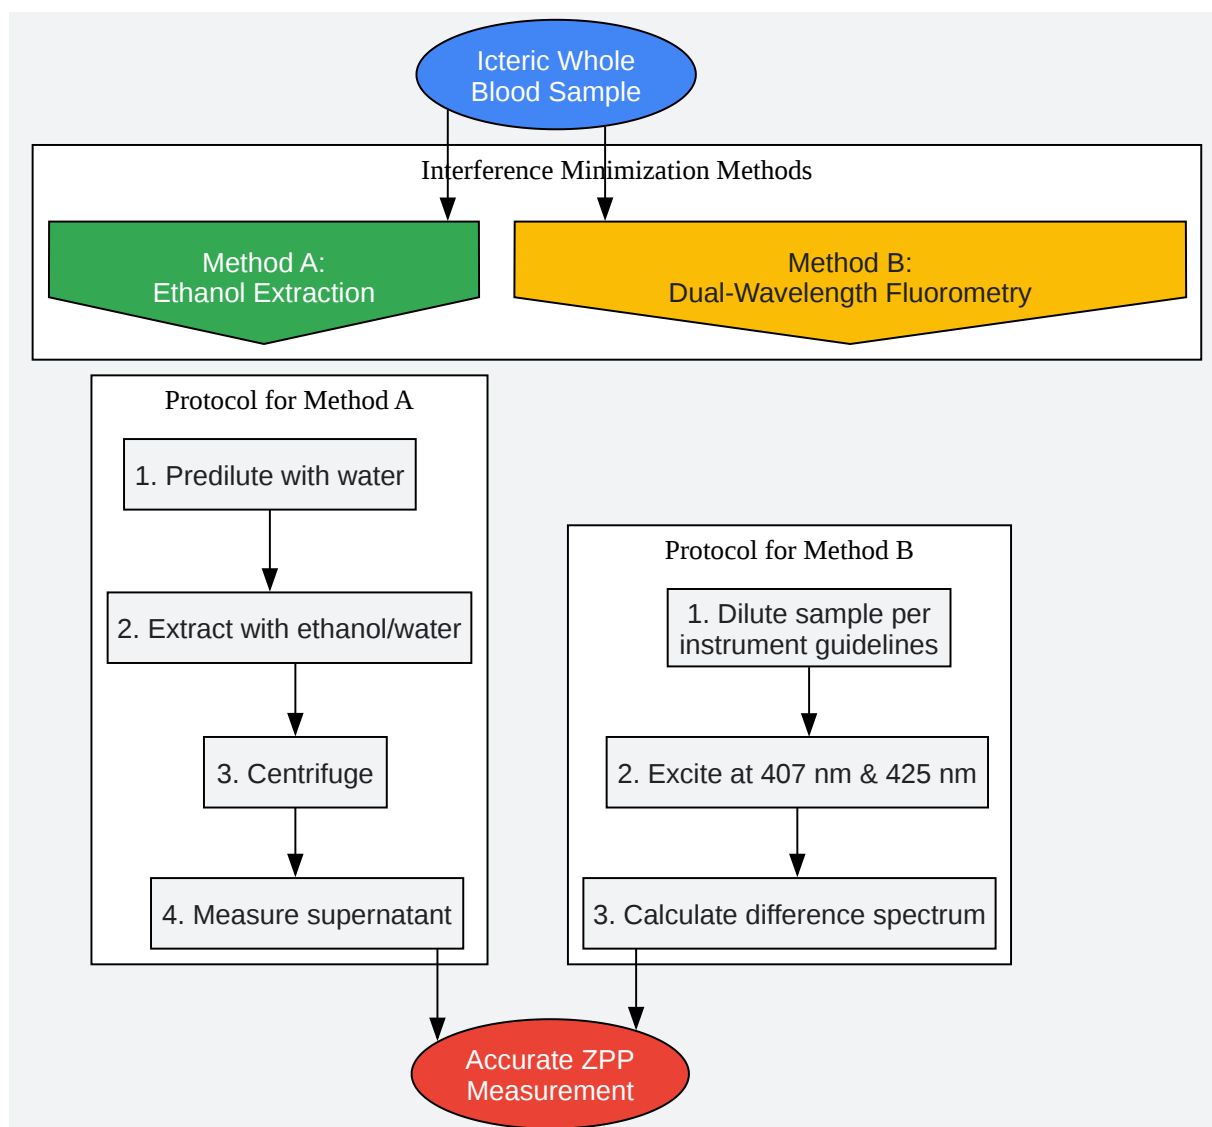 Icteric Whole
Blood Sample
Interference Minimization Methods
Method A:
Ethanol Extraction
Method B:
Dual-Wavelength Fluorometry
Protocol for Method A
1. Predilute with water
2. Extract with ethanol/water
3. Centrifuge
4. Measure supernatant
Protocol for Method B
1. Dilute sample per
instrument guidelines
2. Excite at 407 nm & 425 nm
3. Calculate difference spectrum
Accurate ZPP
Measurement